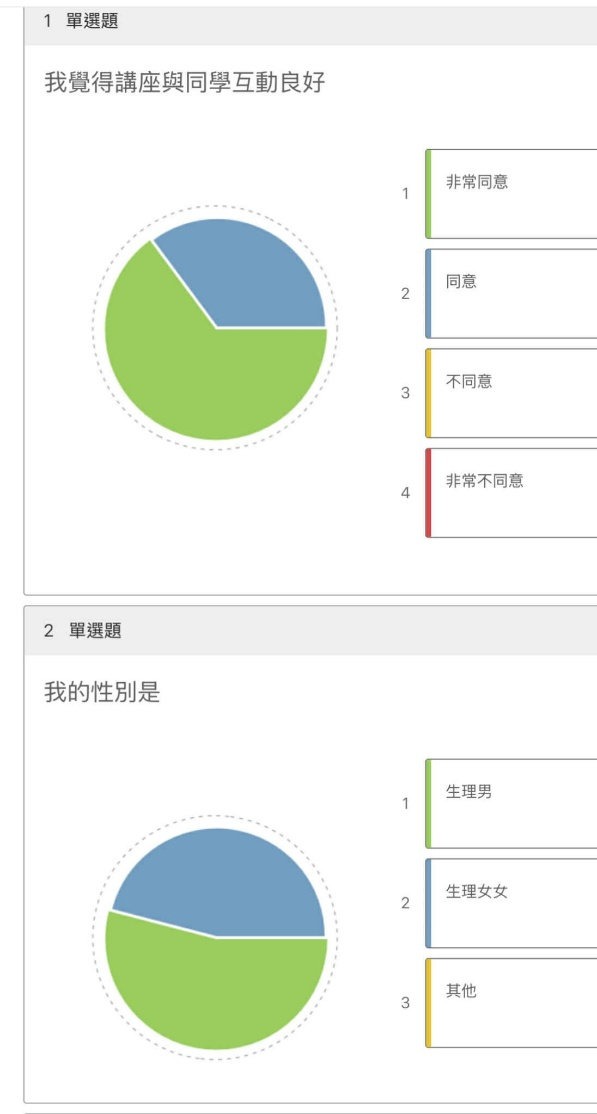 1 單選題
我覺得講座與同學互動良好
1 非常同意
2 同意
3 不同意
4 非常不同意
2 單選題
我的性別是
1 生理男
2 生理女女
3 其他